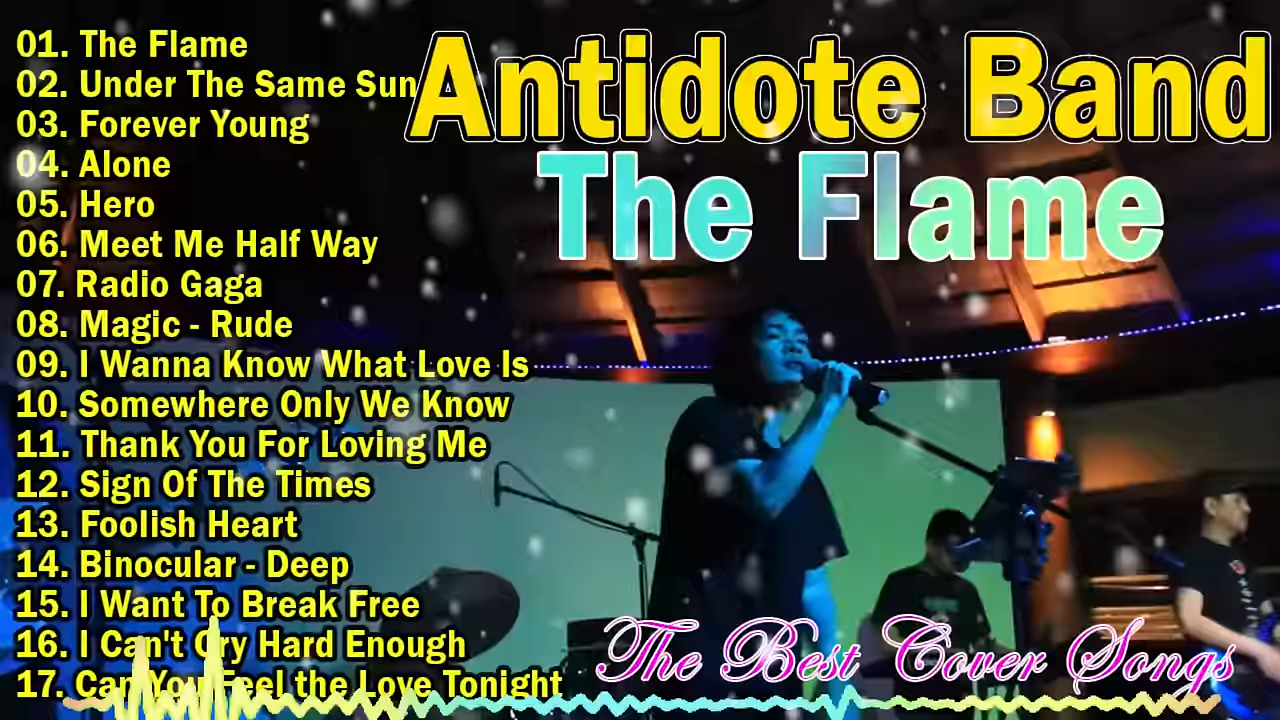 01. The Flame
02. Under The Same Sun
03. Forever Young
04. Alone
05. Hero
06. Meet Me Half Way
07. Radio Gaga
08. Magic - Rude
09. I Wanna Know What Love Is
10. Somewhere Only We Know
11. Thank You For Loving Me
12. Sign Of The Times
13. Foolish Heart
14. Binocular - Deep
15. I Want To Break Free
16. I Can't Cry Hard Enough
17. Can You Feel the Love Tonight
Antidote Band
The Flame
The Best Cover Songs